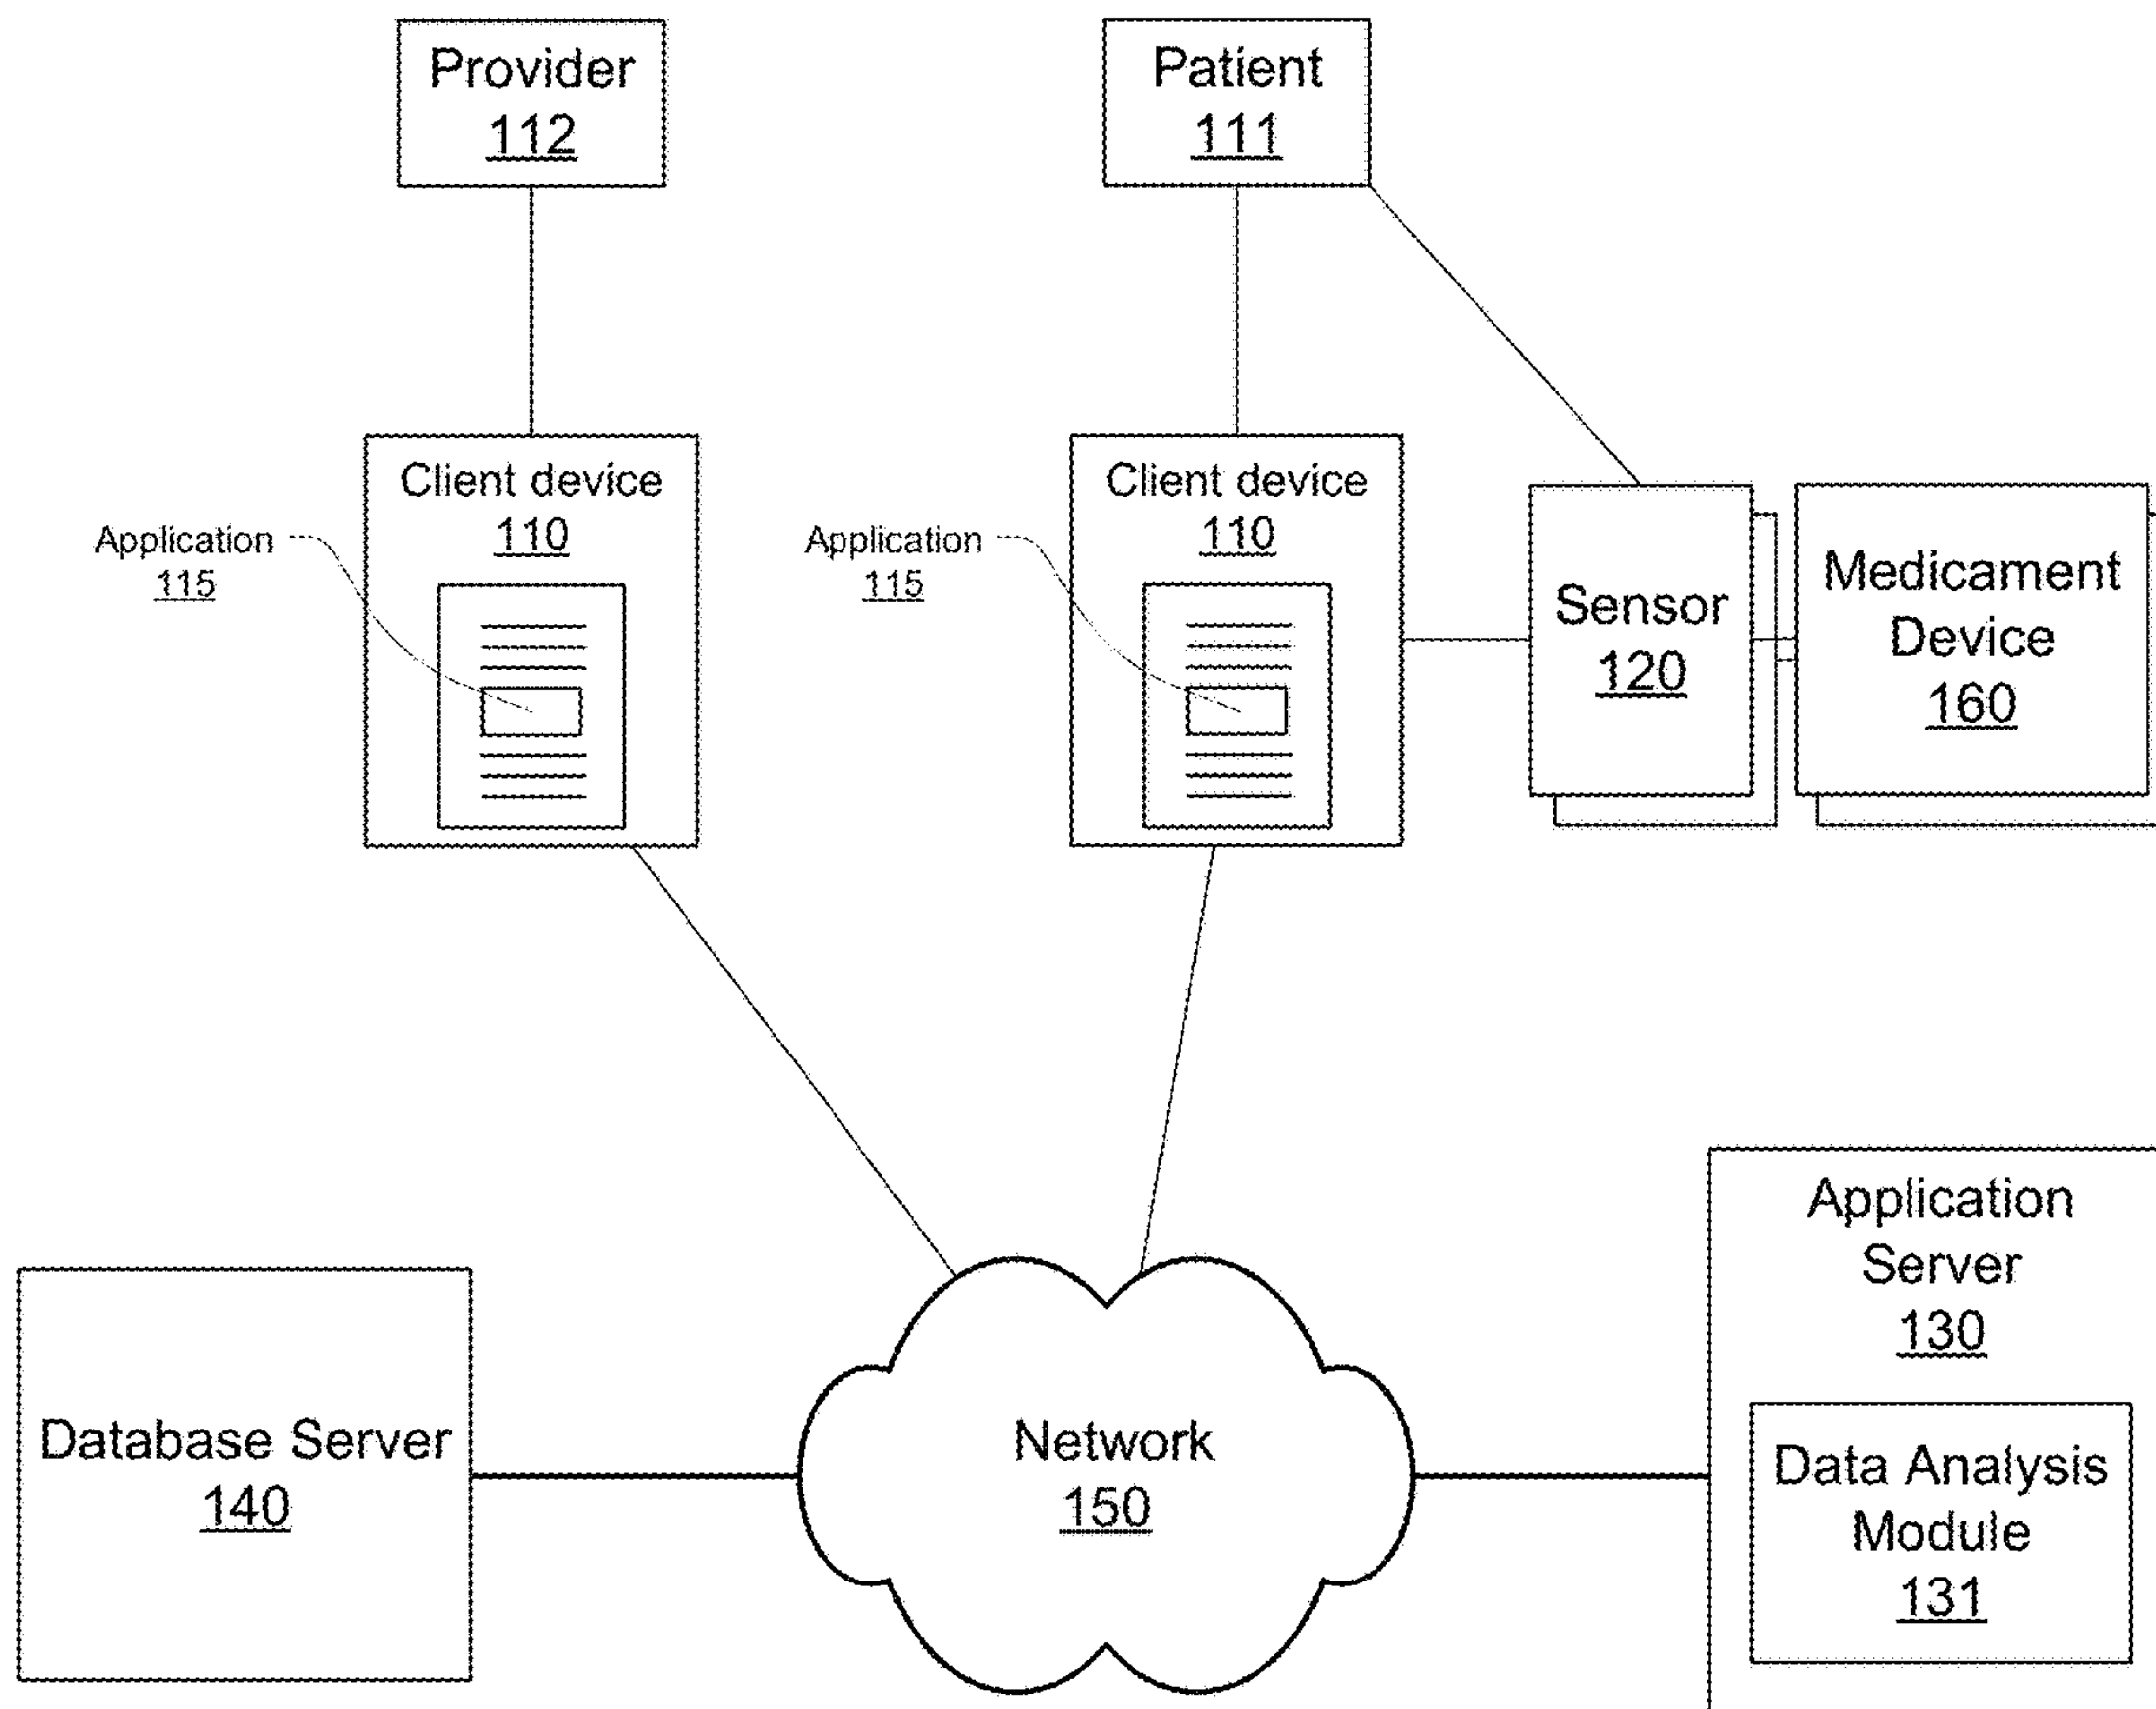 Provider
112
Patient
111
Client device
110
Application
115
Client device
110
Application
115
Sensor
120
Medicament
Device
160
Application
Server
130
Database Server
140
Network
150
Data Analysis
Module
131